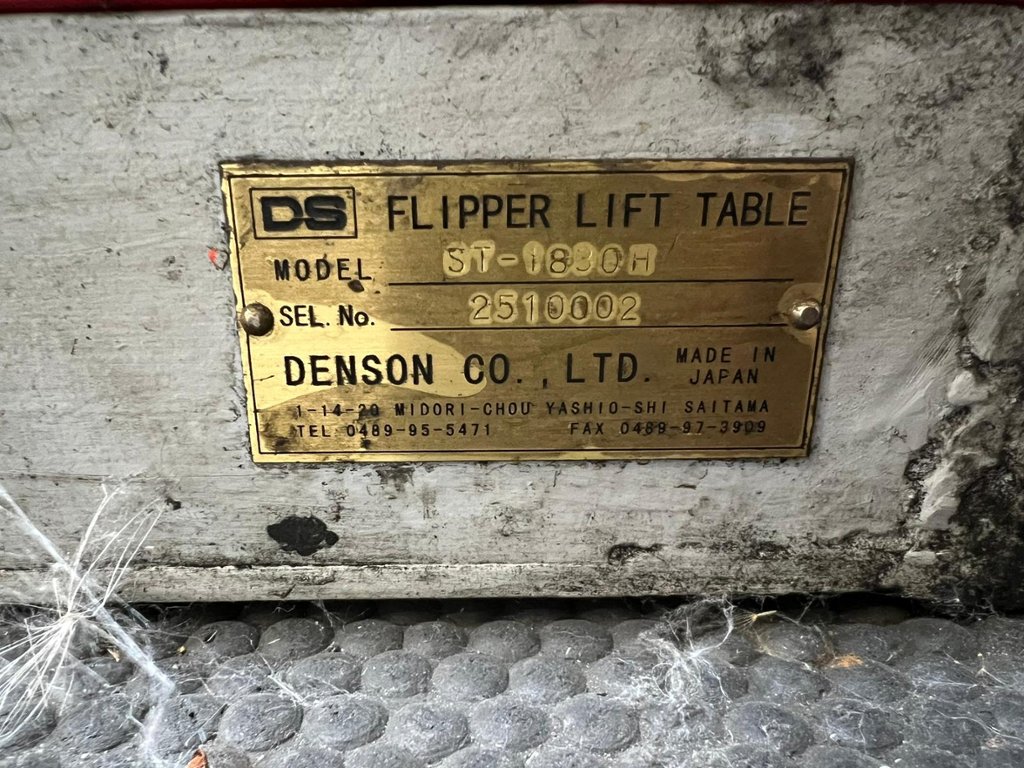 DS FLIPPER LIFT TABLE
MODEL ST-1830H
SEL. No. 2510002
DENSON CO., LTD. MADE IN JAPAN
1-14-20 MIDORI-CHOU YASHIO-SHI SAITAMA
TEL 0489-95-5471 FAX 0489-97-3909